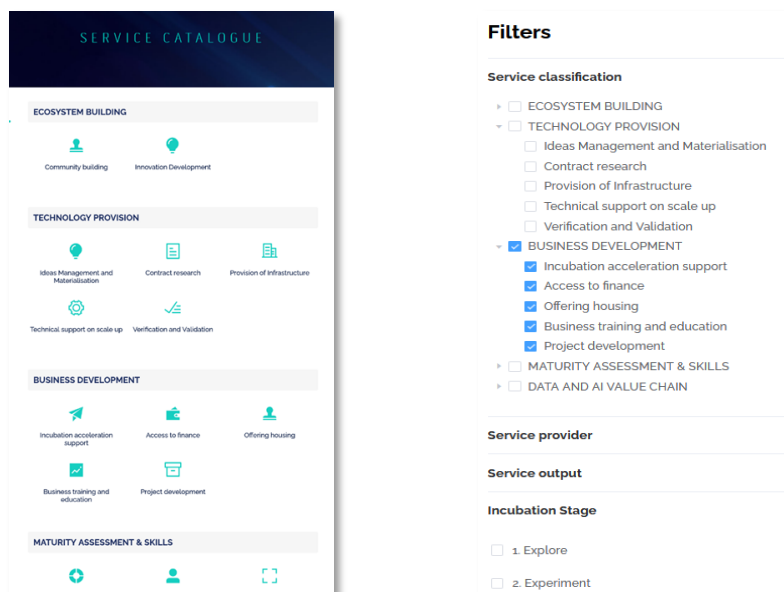 SERVICE CATALOGUE
ECOSYSTEM BUILDING
Community building
Innovation Development
TECHNOLOGY PROVISION
Ideas Management and
Materialisation
Contract research
Provision of Infrastructure
Technical support on scale up
Verification and Validation
BUSINESS DEVELOPMENT
Incubation acceleration
support
Access to finance
Offering housing
Business training and
education
Project development
MATURITY ASSESSMENT & SKILLS
Filters
Service classification
ECOSYSTEM BUILDING
TECHNOLOGY PROVISION
Ideas Management and Materialisation
Contract research
Provision of Infrastructure
Technical support on scale up
Verification and Validation
BUSINESS DEVELOPMENT
Incubation acceleration support
Access to finance
Offering housing
Business training and education
Project development
MATURITY ASSESSMENT & SKILLS
DATA AND AI VALUE CHAIN
Service provider
Service output
Incubation Stage
1. Explore
2. Experiment